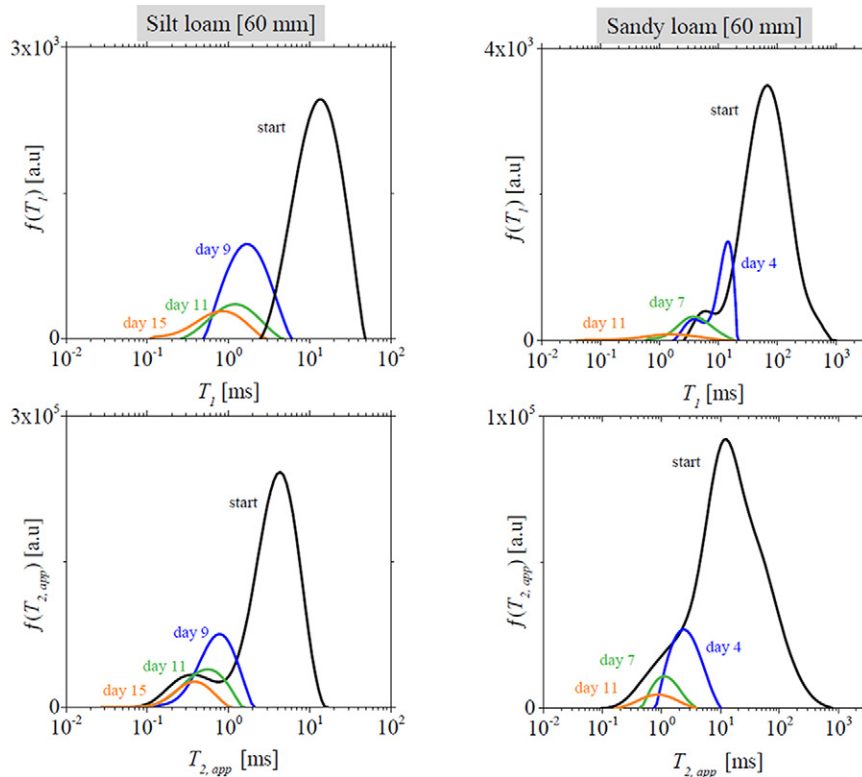 Silt loam [60 mm]
Sandy loam [60 mm]
3x10³
f(T₁) [a.u]
start
day 9
day 11
day 15
0
10⁻² 10⁻¹ 10⁰ 10¹ 10²
T₁ [ms]
4x10³
f(T₁) [a.u]
start
day 4
day 7
day 11
0
10⁻² 10⁻¹ 10⁰ 10¹ 10² 10³
T₁ [ms]
3x10⁵
f(T₂, app) [a.u]
start
day 9
day 11
day 15
0
10⁻² 10⁻¹ 10⁰ 10¹ 10²
T₂, app [ms]
1x10⁵
f(T₂, app) [a.u]
start
day 4
day 7
day 11
0
10⁻² 10⁻¹ 10⁰ 10¹ 10² 10³
T₂, app [ms]